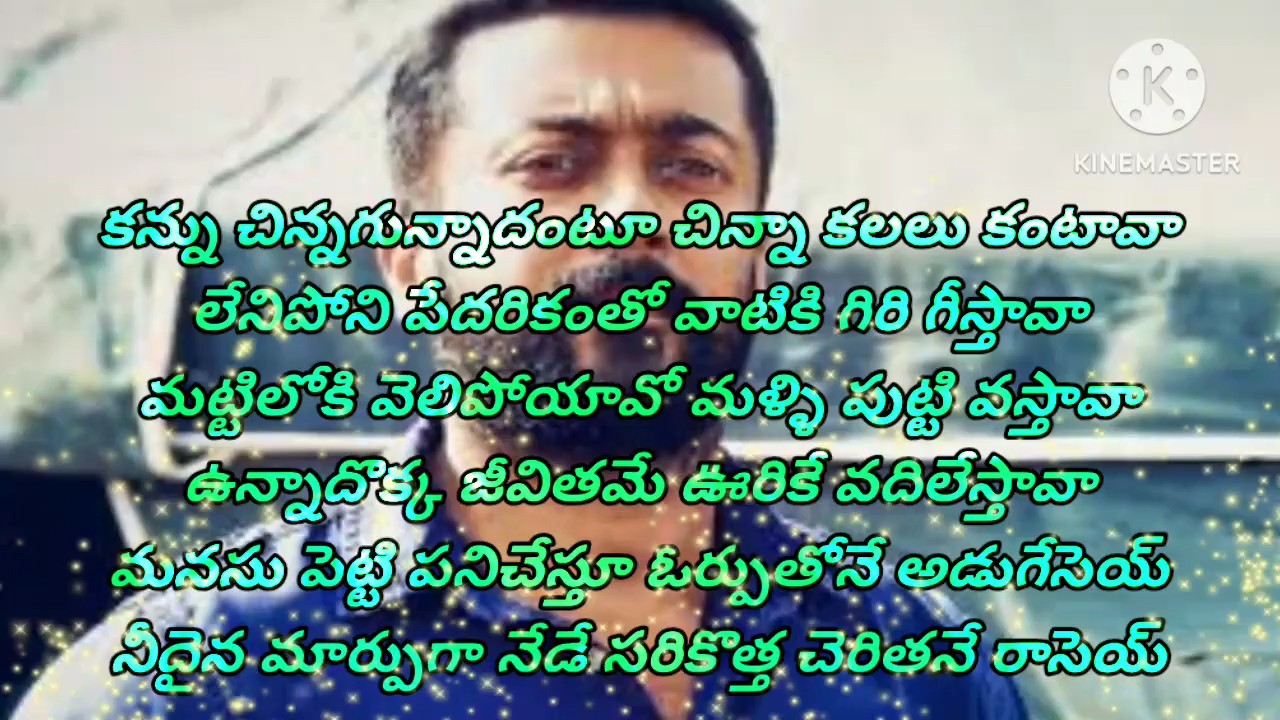 KINEMASTER
కన్ను చిన్నగున్నాదంటూ చిన్నా కలలు కంటావా
లేనిపోని పేదరికంతో వాటికి గిరి గీస్తావా
మట్టిలోకి వెలిపోయావో మళ్ళి పుట్టి వస్తావా
ఉన్నాదొక్క జీవితమే ఊరికే వదిలేస్తావా
మనసు పెట్టి పనిచేస్తూ ఓర్పుతోనే అడుగేసెయ్
నీదైన మార్పుగా నేడే సరికొత్త చెరితనే రాసెయ్